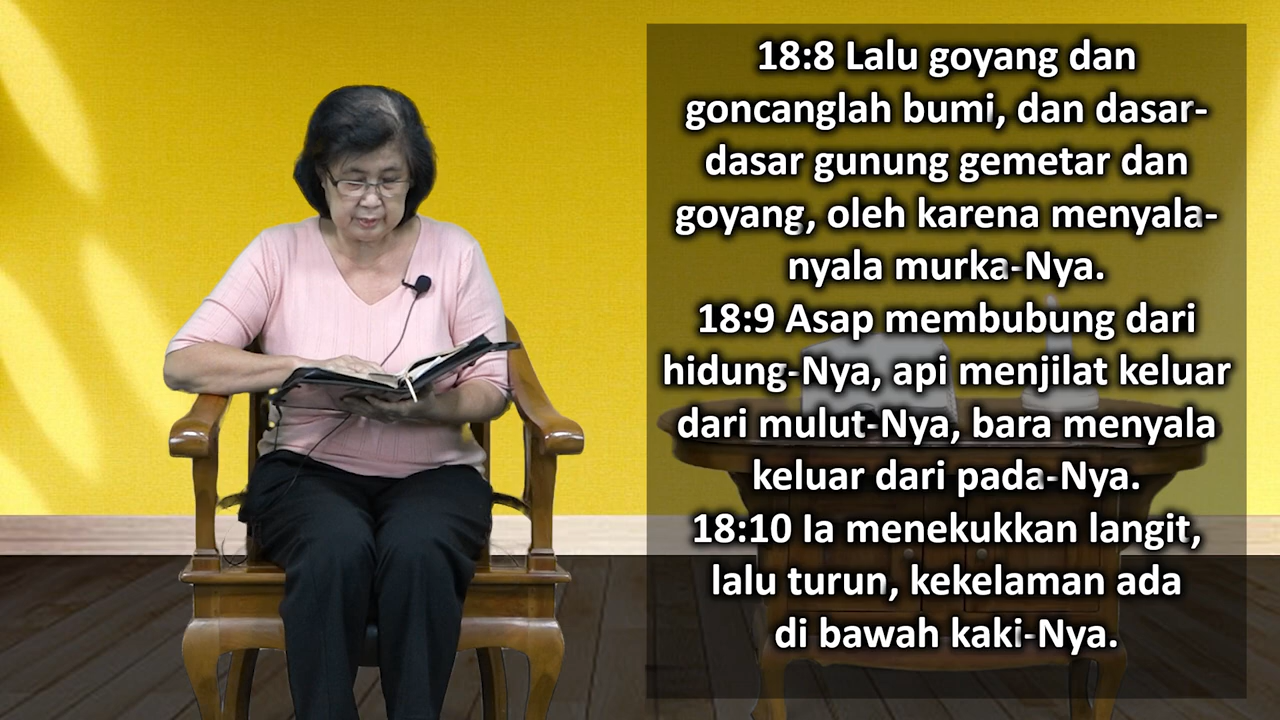 18:8 Lalu goyang dan
goncanglah bumi, dan dasar-
dasar gunung gemetar dan
goyang, oleh karena menyala-
nyala murka-Nya.
18:9 Asap membubung dari
hidung-Nya, api menjilat keluar
dari mulut-Nya, bara menyala
keluar dari pada-Nya.
18:10 Ia menekukkan langit,
lalu turun, kekelaman ada
di bawah kaki-Nya.